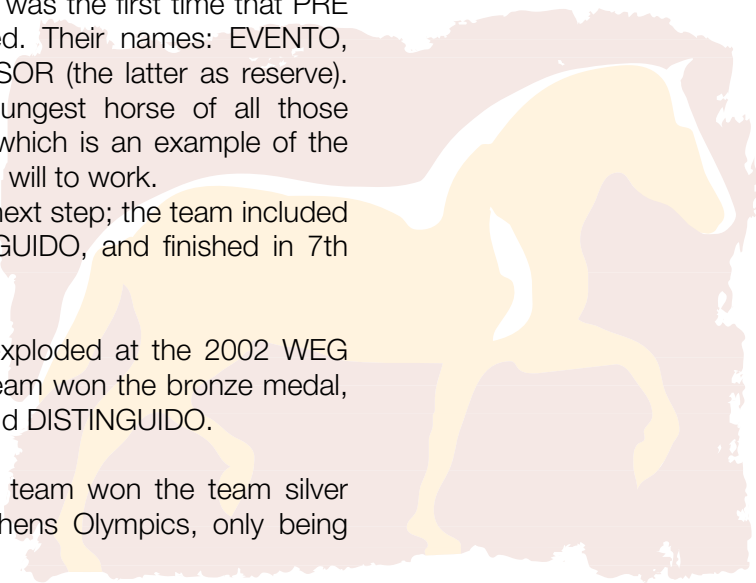 was the first time that PRE
ed. Their names: EVENTO,
SOR (the latter as reserve).
ungest horse of all those
which is an example of the
will to work.
next step; the team included
GUIDO, and finished in 7th
xploded at the 2002 WEG
eam won the bronze medal,
d DISTINGUIDO.
team won the team silver
hens Olympics, only being